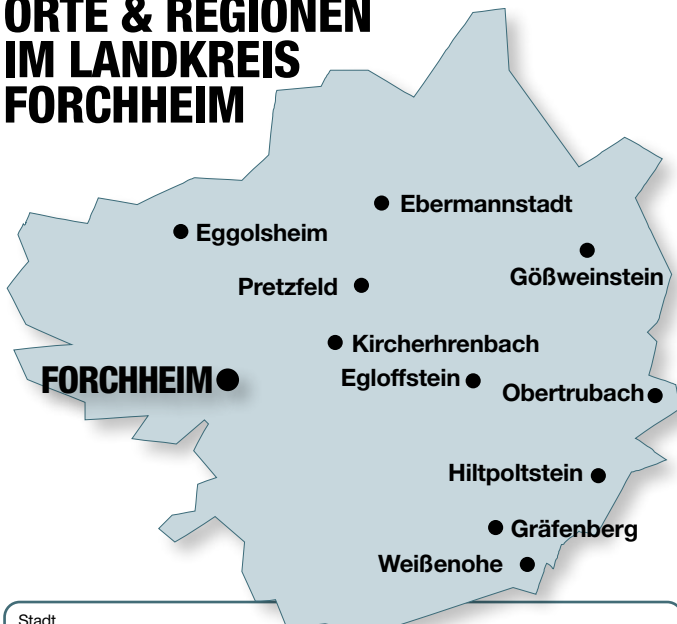 ORTE & REGIONEN
IM LANDKREIS
FORCHHEIM
Ebermannstadt
Eggolsheim
Gößweinstein
Pretzfeld
Kircherhrenbach
FORCHHEIM
Egloffstein
Obertrubach
Hiltpoltstein
Gräfenberg
Weißenohe
Stadt